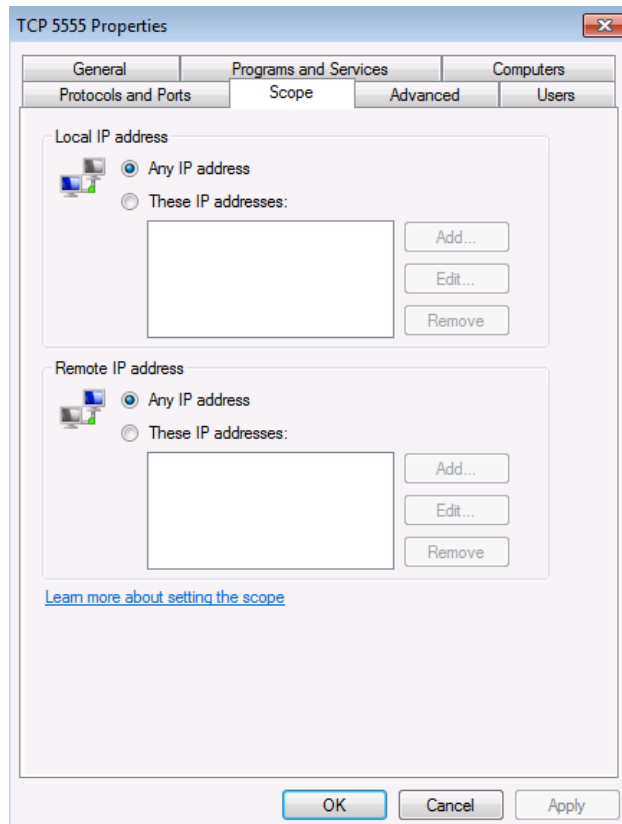 TCP 5555 Properties
General Programs and Services Computers
Protocols and Ports Scope Advanced Users
Local IP address
Any IP address
These IP addresses:
Add...
Edit...
Remove
Remote IP address
Any IP address
These IP addresses:
Add...
Edit...
Remove
Learn more about setting the scope
OK Cancel Apply